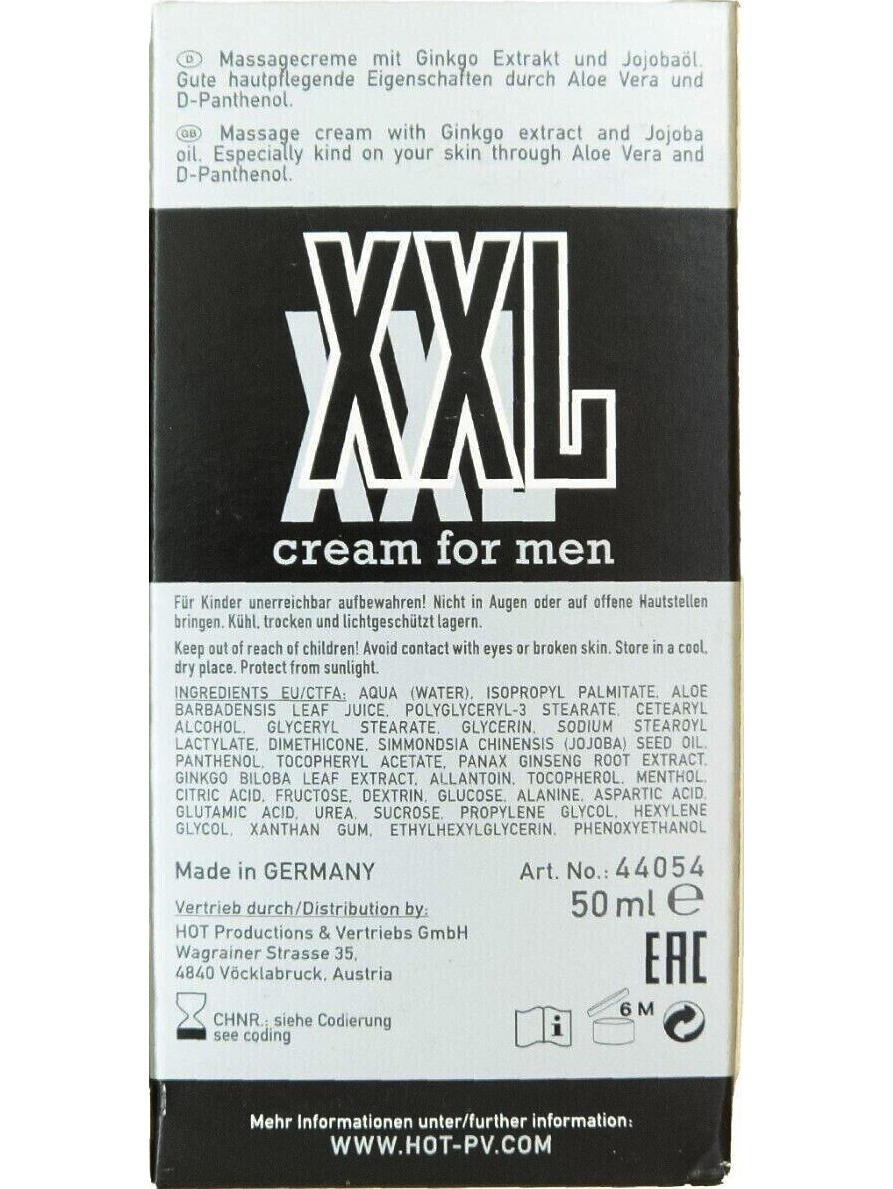 D Massagecreme mit Ginkgo Extrakt und Jojobaöl.
Gute hautpflegende Eigenschaften durch Aloe Vera und
D-Panthenol.
GB Massage cream with Ginkgo extract and Jojoba
oil. Especially kind on your skin through Aloe Vera and
D-Panthenol.
XXL
XXL
cream for men
Für Kinder unerreichbar aufbewahren! Nicht in Augen oder auf offene Hautstellen
bringen. Kühl, trocken und lichtgeschützt lagern.
Keep out of reach of children! Avoid contact with eyes or broken skin. Store in a cool,
dry place. Protect from sunlight.
INGREDIENTS EU/CTFA: AQUA (WATER), ISOPROPYL PALMITATE, ALOE
BARBADENSIS LEAF JUICE, POLYGLYCERYL-3 STEARATE, CETEARYL
ALCOHOL, GLYCERYL STEARATE, GLYCERIN, SODIUM STEAROYL
LACTYLATE, DIMETHICONE, SIMMONDSIA CHINENSIS (JOJOBA) SEED OIL,
PANTHENOL, TOCOPHERYL ACETATE, PANAX GINSENG ROOT EXTRACT,
GINKGO BILOBA LEAF EXTRACT, ALLANTOIN, TOCOPHEROL, MENTHOL,
CITRIC ACID, FRUCTOSE, DEXTRIN, GLUCOSE, ALANINE, ASPARTIC ACID,
GLUTAMIC ACID, UREA, SUCROSE, PROPYLENE GLYCOL, HEXYLENE
GLYCOL, XANTHAN GUM, ETHYLHEXYLGLYCERIN, PHENOXYETHANOL
Made in GERMANY
Art. No.: 44054
50 ml e
Vertrieb durch/Distribution by:
HOT Productions & Vertriebs GmbH
Wagrainer Strasse 35,
4840 Vöcklabruck, Austria
EAC
CHNR.: siehe Codierung
see coding
i
6 M
Mehr Informationen unter/further information:
WWW.HOT-PV.COM